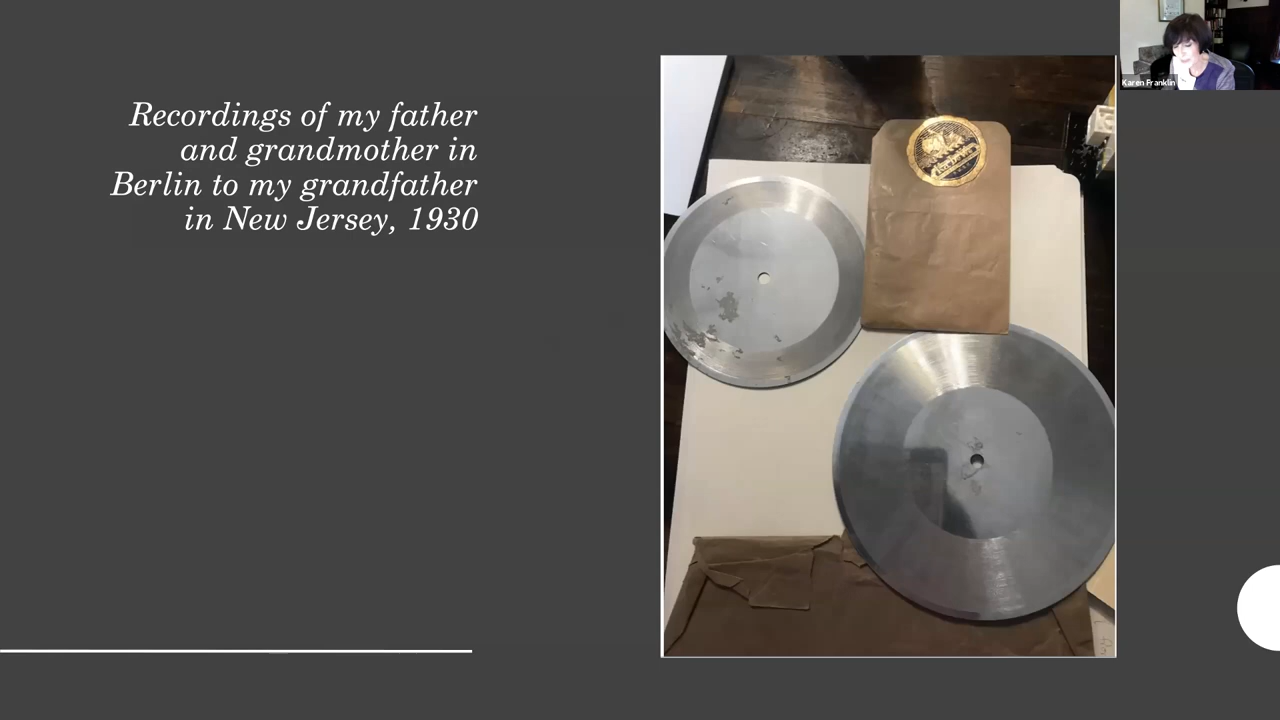 Recordings of my father
and grandmother in
Berlin to my grandfather
in New Jersey, 1930
Karen Franklin